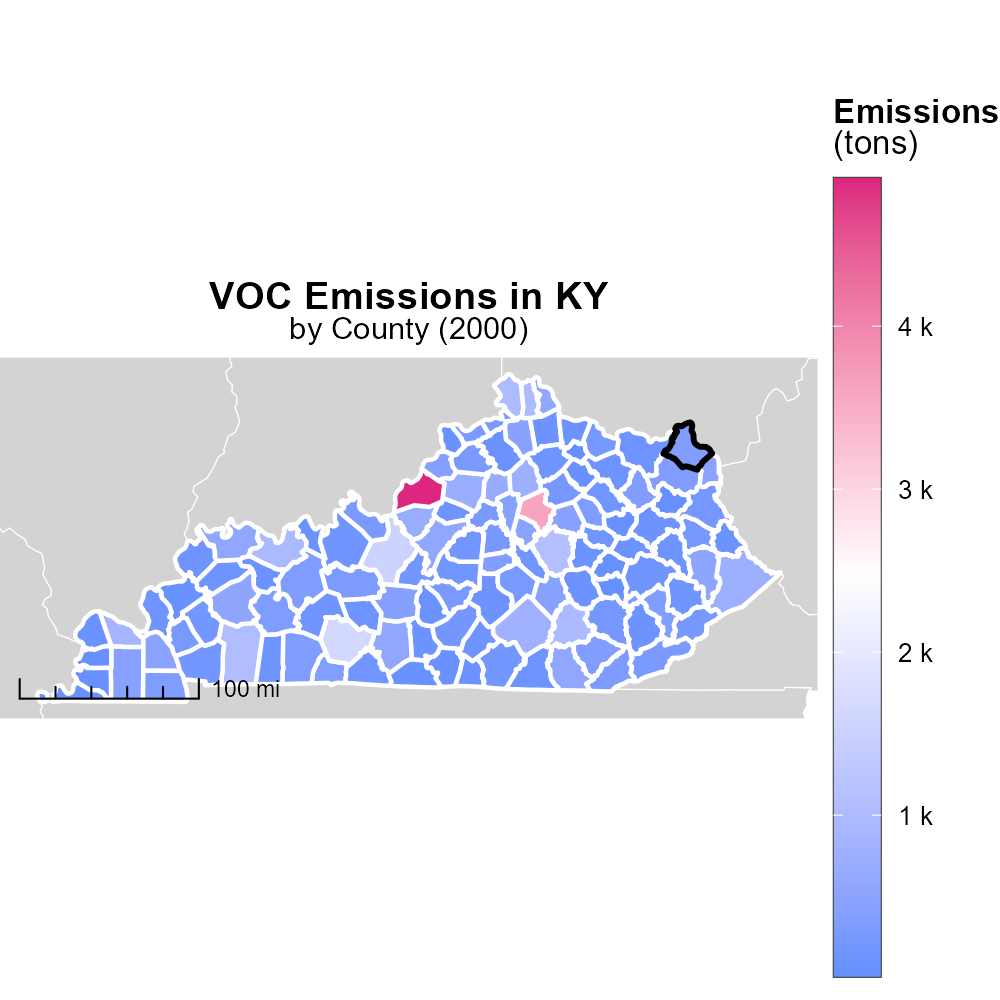 VOC Emissions in KY
by County (2000)
100 mi
Emissions
(tons)
4 k
3 k
2 k
1 k